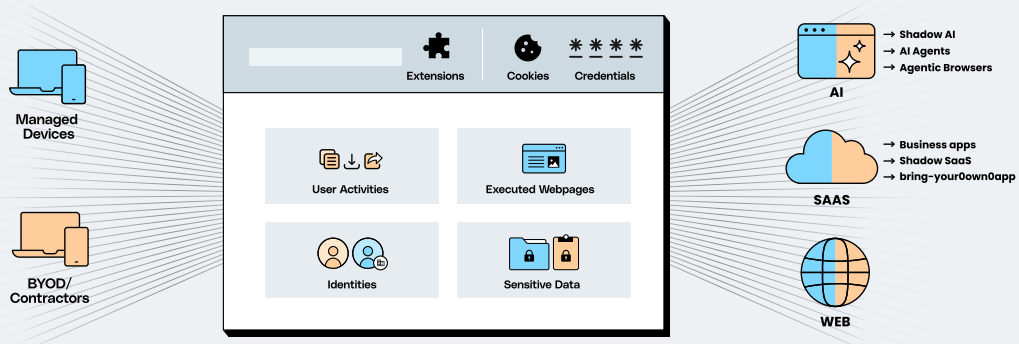 Managed
Devices
BYOD/
Contractors
Extensions
Cookies
Credentials
User Activities
Executed Webpages
Identities
Sensitive Data
AI
→ Shadow AI
→ AI Agents
→ Agentic Browsers
SAAS
→ Business apps
→ Shadow SaaS
→ bring-your0own0app
WEB